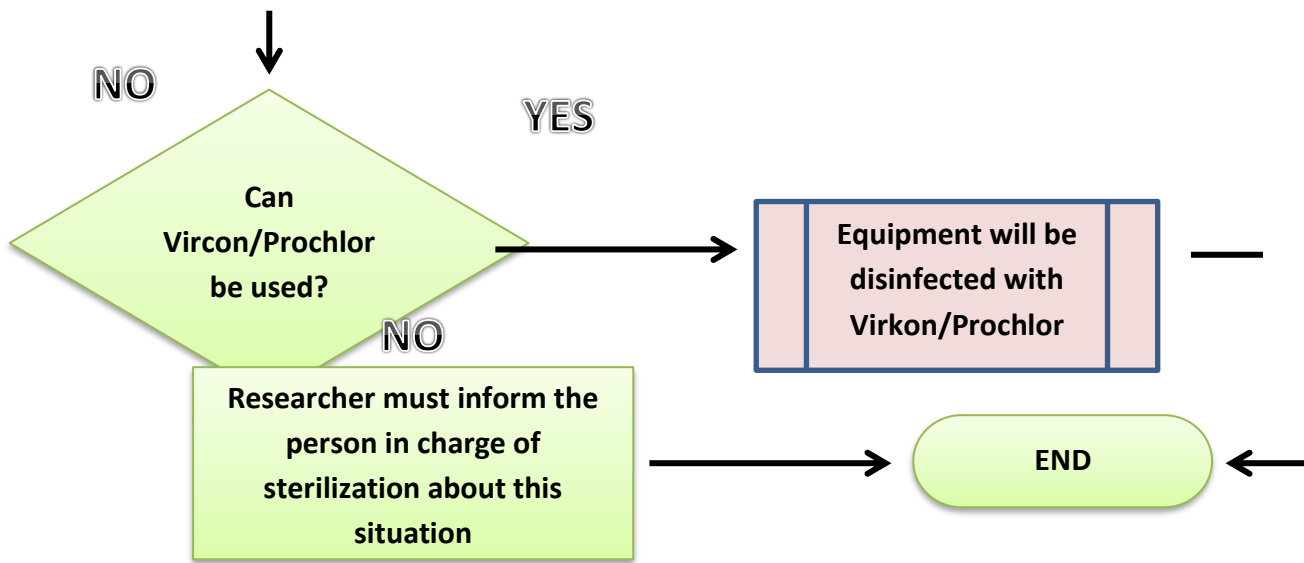 NO
YES
Can
Vircon/Prochlor
be used?
Equipment will be
disinfected with
Virkon/Prochlor
NO
Researcher must inform the
person in charge of
sterilization about this
situation
END